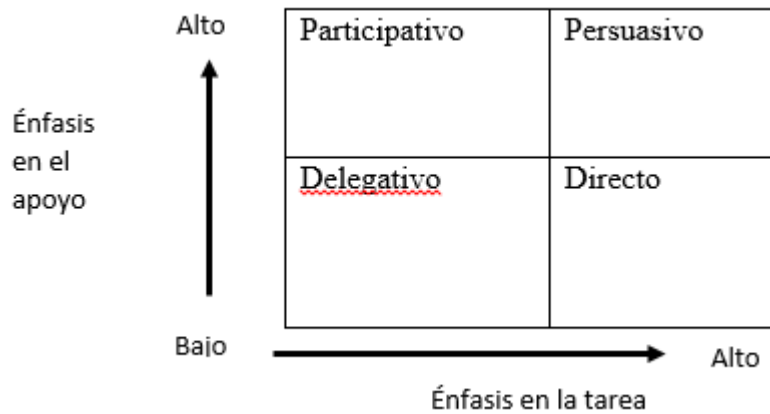 Alto
Participativo
Persuasivo
Énfasis
en el
apoyo
Delegativo
Directo
Bajo
Alto
Énfasis en la tarea